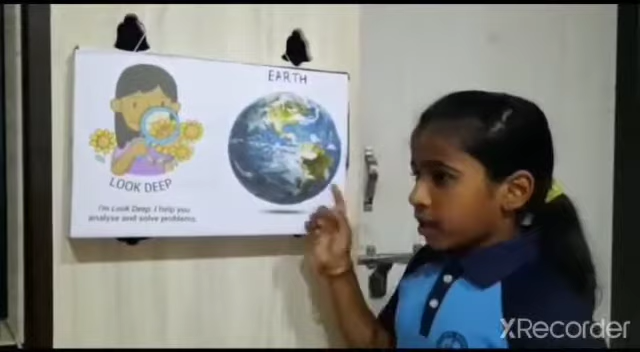 EARTH
LOOK DEEP
I'm Look Deep. I help you
analyse and solve problems.
XRecorder